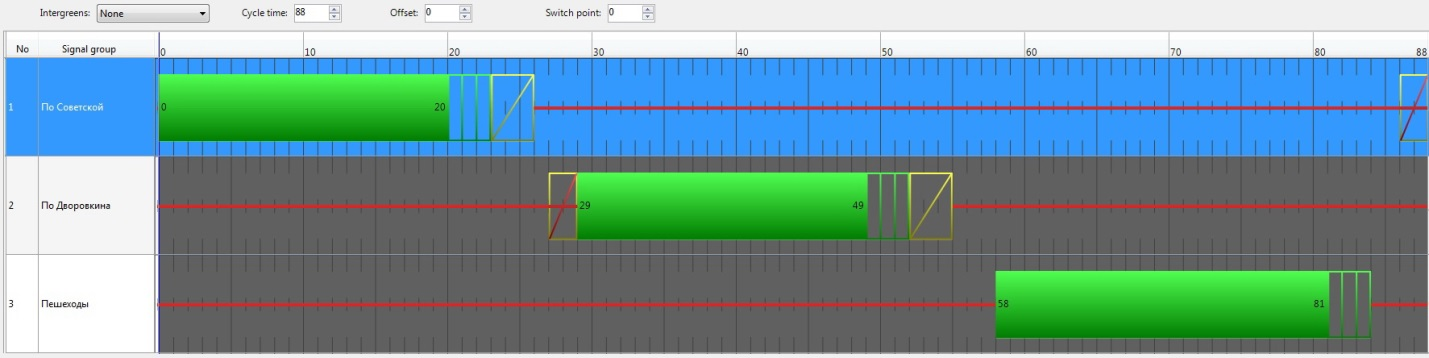 Intergreens: None Cycle time: 88 Offset: 0 Switch point: 0
No Signal group 0 10 20 30 40 50 60 70 80 88
1 По Советской 0 20
2 По Дворовкина 29 49
3 Пешеходы 58 81